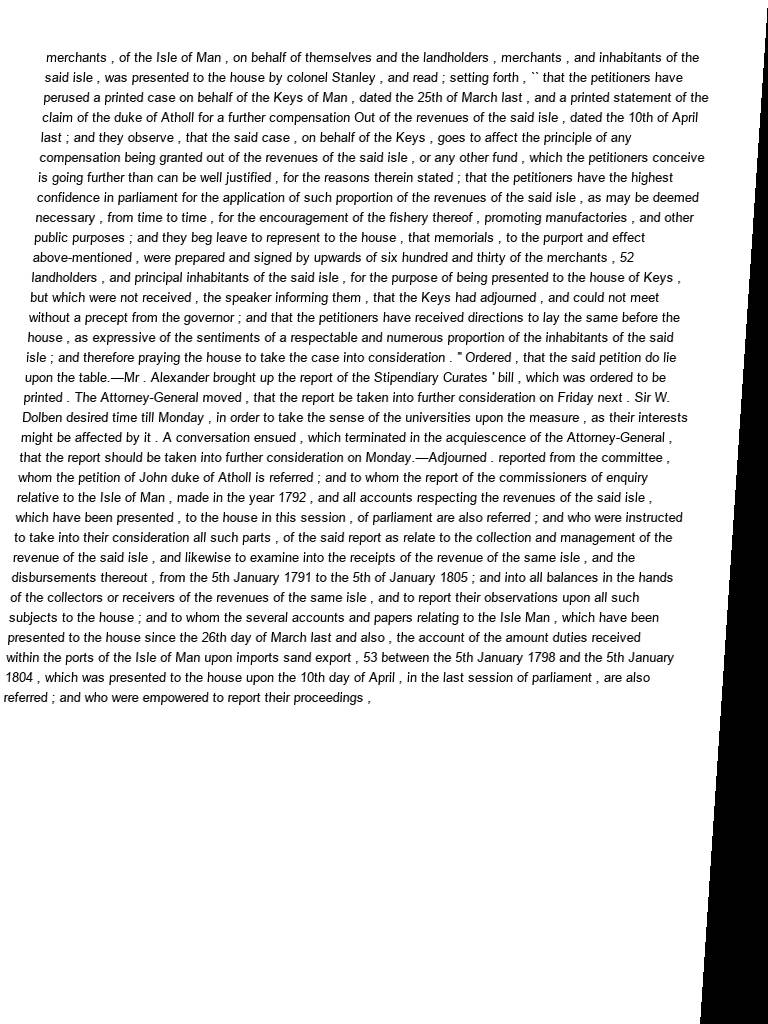 merchants , of the Isle of Man , on behalf of themselves and the landholders , merchants , and inhabitants of the
said isle , was presented to the house by colonel Stanley , and read ; setting forth , `` that the petitioners have
perused a printed case on behalf of the Keys of Man , dated the 25th of March last , and a printed statement of the
claim of the duke of Atholl for a further compensation Out of the revenues of the said isle , dated the 10th of April
last ; and they observe , that the said case , on behalf of the Keys , goes to affect the principle of any
compensation being granted out of the revenues of the said isle , or any other fund , which the petitioners conceive
is going further than can be well justified , for the reasons therein stated ; that the petitioners have the highest
confidence in parliament for the application of such proportion of the revenues of the said isle , as may be deemed
necessary , from time to time , for the encouragement of the fishery thereof , promoting manufactories , and other
public purposes ; and they beg leave to represent to the house , that memorials , to the purport and effect
above-mentioned , were prepared and signed by upwards of six hundred and thirty of the merchants , 52
landholders , and principal inhabitants of the said isle , for the purpose of being presented to the house of Keys ,
but which were not received , the speaker informing them , that the Keys had adjourned , and could not meet
without a precept from the governor ; and that the petitioners have received directions to lay the same before the
house , as expressive of the sentiments of a respectable and numerous proportion of the inhabitants of the said
isle ; and therefore praying the house to take the case into consideration . '' Ordered , that the said petition do lie
upon the table.—Mr . Alexander brought up the report of the Stipendiary Curates ' bill , which was ordered to be
printed . The Attorney-General moved , that the report be taken into further consideration on Friday next . Sir W.
Dolben desired time till Monday , in order to take the sense of the universities upon the measure , as their interests
might be affected by it . A conversation ensued , which terminated in the acquiescence of the Attorney-General ,
that the report should be taken into further consideration on Monday.—Adjourned . reported from the committee ,
whom the petition of John duke of Atholl is referred ; and to whom the report of the commissioners of enquiry
relative to the Isle of Man , made in the year 1792 , and all accounts respecting the revenues of the said isle ,
which have been presented , to the house in this session , of parliament are also referred ; and who were instructed
to take into their consideration all such parts , of the said report as relate to the collection and management of the
revenue of the said isle , and likewise to examine into the receipts of the revenue of the same isle , and the
disbursements thereout , from the 5th January 1791 to the 5th of January 1805 ; and into all balances in the hands
of the collectors or receivers of the revenues of the same isle , and to report their observations upon all such
subjects to the house ; and to whom the several accounts and papers relating to the Isle Man , which have been
presented to the house since the 26th day of March last and also , the account of the amount duties received
within the ports of the Isle of Man upon imports sand export , 53 between the 5th January 1798 and the 5th January
1804 , which was presented to the house upon the 10th day of April , in the last session of parliament , are also
referred ; and who were empowered to report their proceedings ,